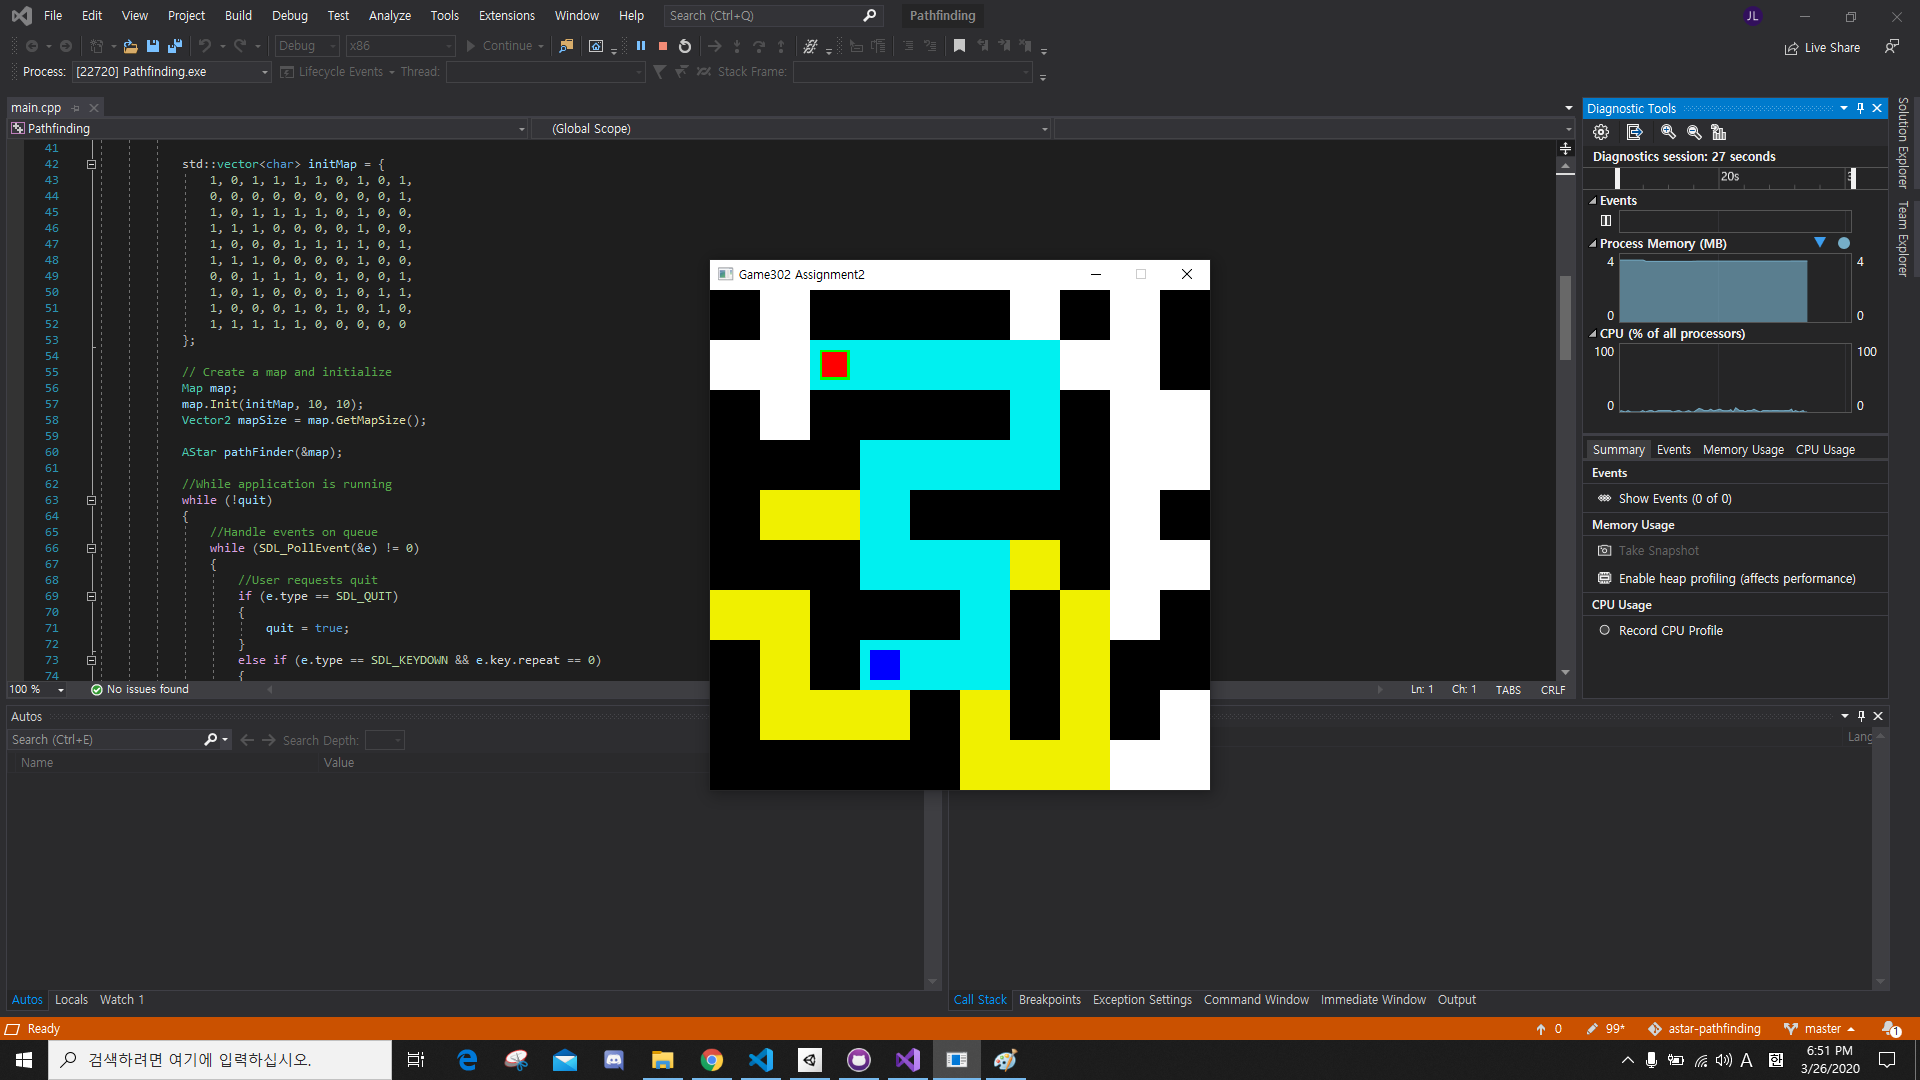 File Edit View Project Build Debug Test Analyze Tools Extensions Window Help Search (Ctrl+Q) Pathfinding JL
Debug x86 Continue Live Share
Process: [22720] Pathfinding.exe Lifecycle Events Thread: Stack Frame:
main.cpp
Pathfinding (Global Scope)
41
42 std::vector<char> initMap = {
43 1, 0, 1, 1, 1, 1, 0, 1, 0, 1,
44 0, 0, 0, 0, 0, 0, 0, 0, 0, 1,
45 1, 0, 1, 1, 1, 1, 0, 1, 0, 0,
46 1, 1, 1, 0, 0, 0, 0, 1, 0, 0,
47 1, 0, 0, 0, 1, 1, 1, 1, 0, 1,
48 1, 1, 1, 0, 0, 0, 0, 1, 0, 0,
49 0, 0, 1, 1, 1, 0, 1, 0, 0, 1,
50 1, 0, 1, 0, 0, 0, 1, 0, 1, 1,
51 1, 0, 0, 0, 1, 0, 1, 0, 1, 0,
52 1, 1, 1, 1, 1, 0, 0, 0, 0, 0
53 };
54
55 // Create a map and initialize
56 Map map;
57 map.Init(initMap, 10, 10);
58 Vector2 mapSize = map.GetMapSize();
59
60 AStar pathFinder(&map);
61
62 //While application is running
63 while (!quit)
64 {
65 //Handle events on queue
66 while (SDL_PollEvent(&e) != 0)
67 {
68 //User requests quit
69 if (e.type == SDL_QUIT)
70 {
71 quit = true;
72 }
73 else if (e.type == SDL_KEYDOWN && e.key.repeat == 0)
74 {
100 % No issues found Ln: 1 Ch: 1 TABS CRLF
Game302 Assignment2
Diagnostic Tools
Diagnostics session: 27 seconds
20s
Events
Process Memory (MB)
4 4
0 0
CPU (% of all processors)
100 100
0 0
Summary Events Memory Usage CPU Usage
Events
Show Events (0 of 0)
Memory Usage
Take Snapshot
Enable heap profiling (affects performance)
CPU Usage
Record CPU Profile
Solution Explorer
Team Explorer
Autos
Search (Ctrl+E) Search Depth:
Name Value
Lang
Autos Locals Watch 1
Call Stack Breakpoints Exception Settings Command Window Immediate Window Output
Ready 0 99* astar-pathfinding master 1
검색하려면 여기에 입력하십시오.
A 한 6:51 PM
3/26/2020